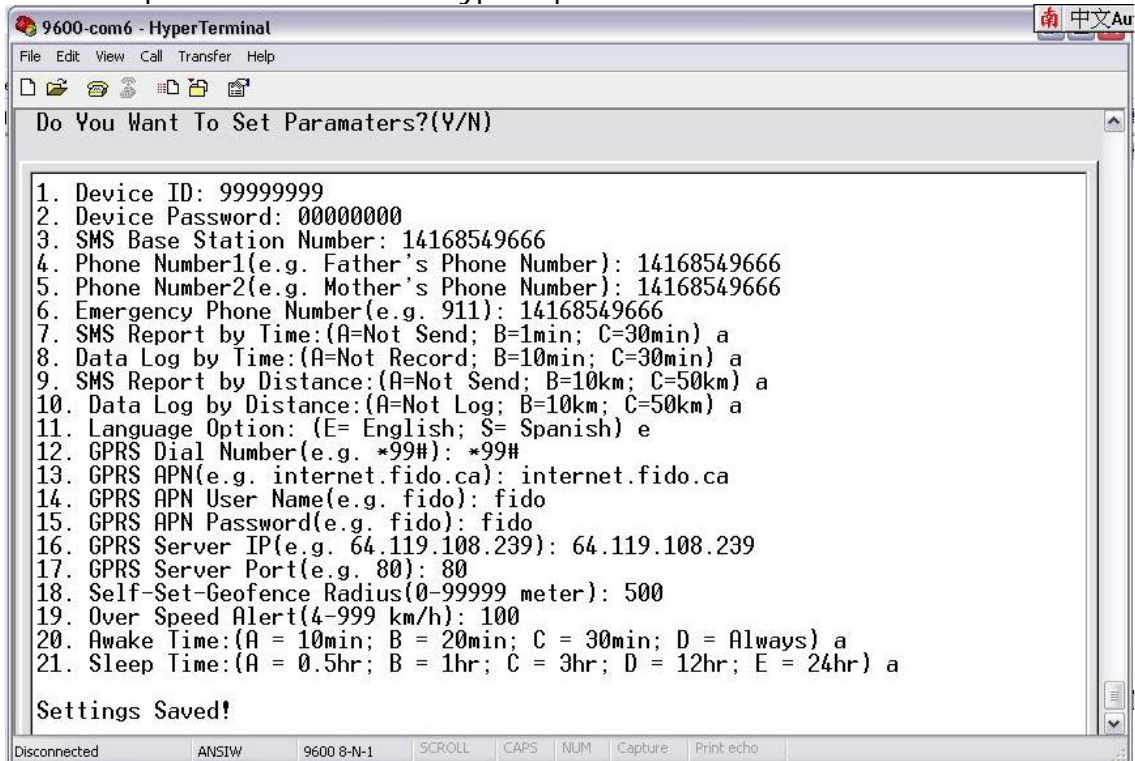 9600-com6 - HyperTerminal
南 中文Au
File Edit View Call Transfer Help
Do You Want To Set Paramaters?(Y/N)
1. Device ID: 99999999
2. Device Password: 00000000
3. SMS Base Station Number: 14168549666
4. Phone Number1(e.g. Father's Phone Number): 14168549666
5. Phone Number2(e.g. Mother's Phone Number): 14168549666
6. Emergency Phone Number(e.g. 911): 14168549666
7. SMS Report by Time:(A=Not Send; B=1min; C=30min) a
8. Data Log by Time:(A=Not Record; B=10min; C=30min) a
9. SMS Report by Distance:(A=Not Send; B=10km; C=50km) a
10. Data Log by Distance:(A=Not Log; B=10km; C=50km) a
11. Language Option: (E= English; S= Spanish) e
12. GPRS Dial Number(e.g. *99#): *99#
13. GPRS APN(e.g. internet.fido.ca): internet.fido.ca
14. GPRS APN User Name(e.g. fido): fido
15. GPRS APN Password(e.g. fido): fido
16. GPRS Server IP(e.g. 64.119.108.239): 64.119.108.239
17. GPRS Server Port(e.g. 80): 80
18. Self-Set-Geofence Radius(0-99999 meter): 500
19. Over Speed Alert(4-999 km/h): 100
20. Awake Time:(A = 10min; B = 20min; C = 30min; D = Always) a
21. Sleep Time:(A = 0.5hr; B = 1hr; C = 3hr; D = 12hr; E = 24hr) a
Settings Saved!
Disconnected ANSIW 9600 8-N-1 SCROLL CAPS NUM Capture Print echo